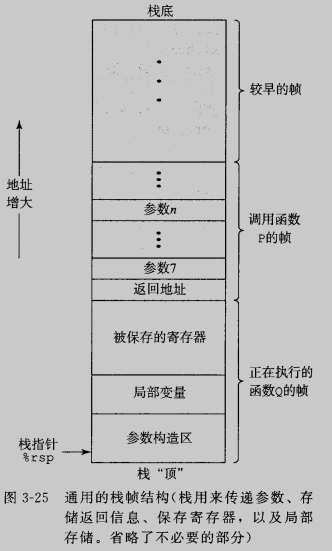 栈底
较早的帧
地址
增大
参数n
调用函数
P的帧
参数7
返回地址
被保存的寄存器
正在执行的
函数Q的帧
局部变量
栈指针
%rsp
参数构造区
栈“顶”
图 3-25 通用的栈帧结构(栈用来传递参数、存
储返回信息、保存寄存器，以及局部
存储。省略了不必要的部分)